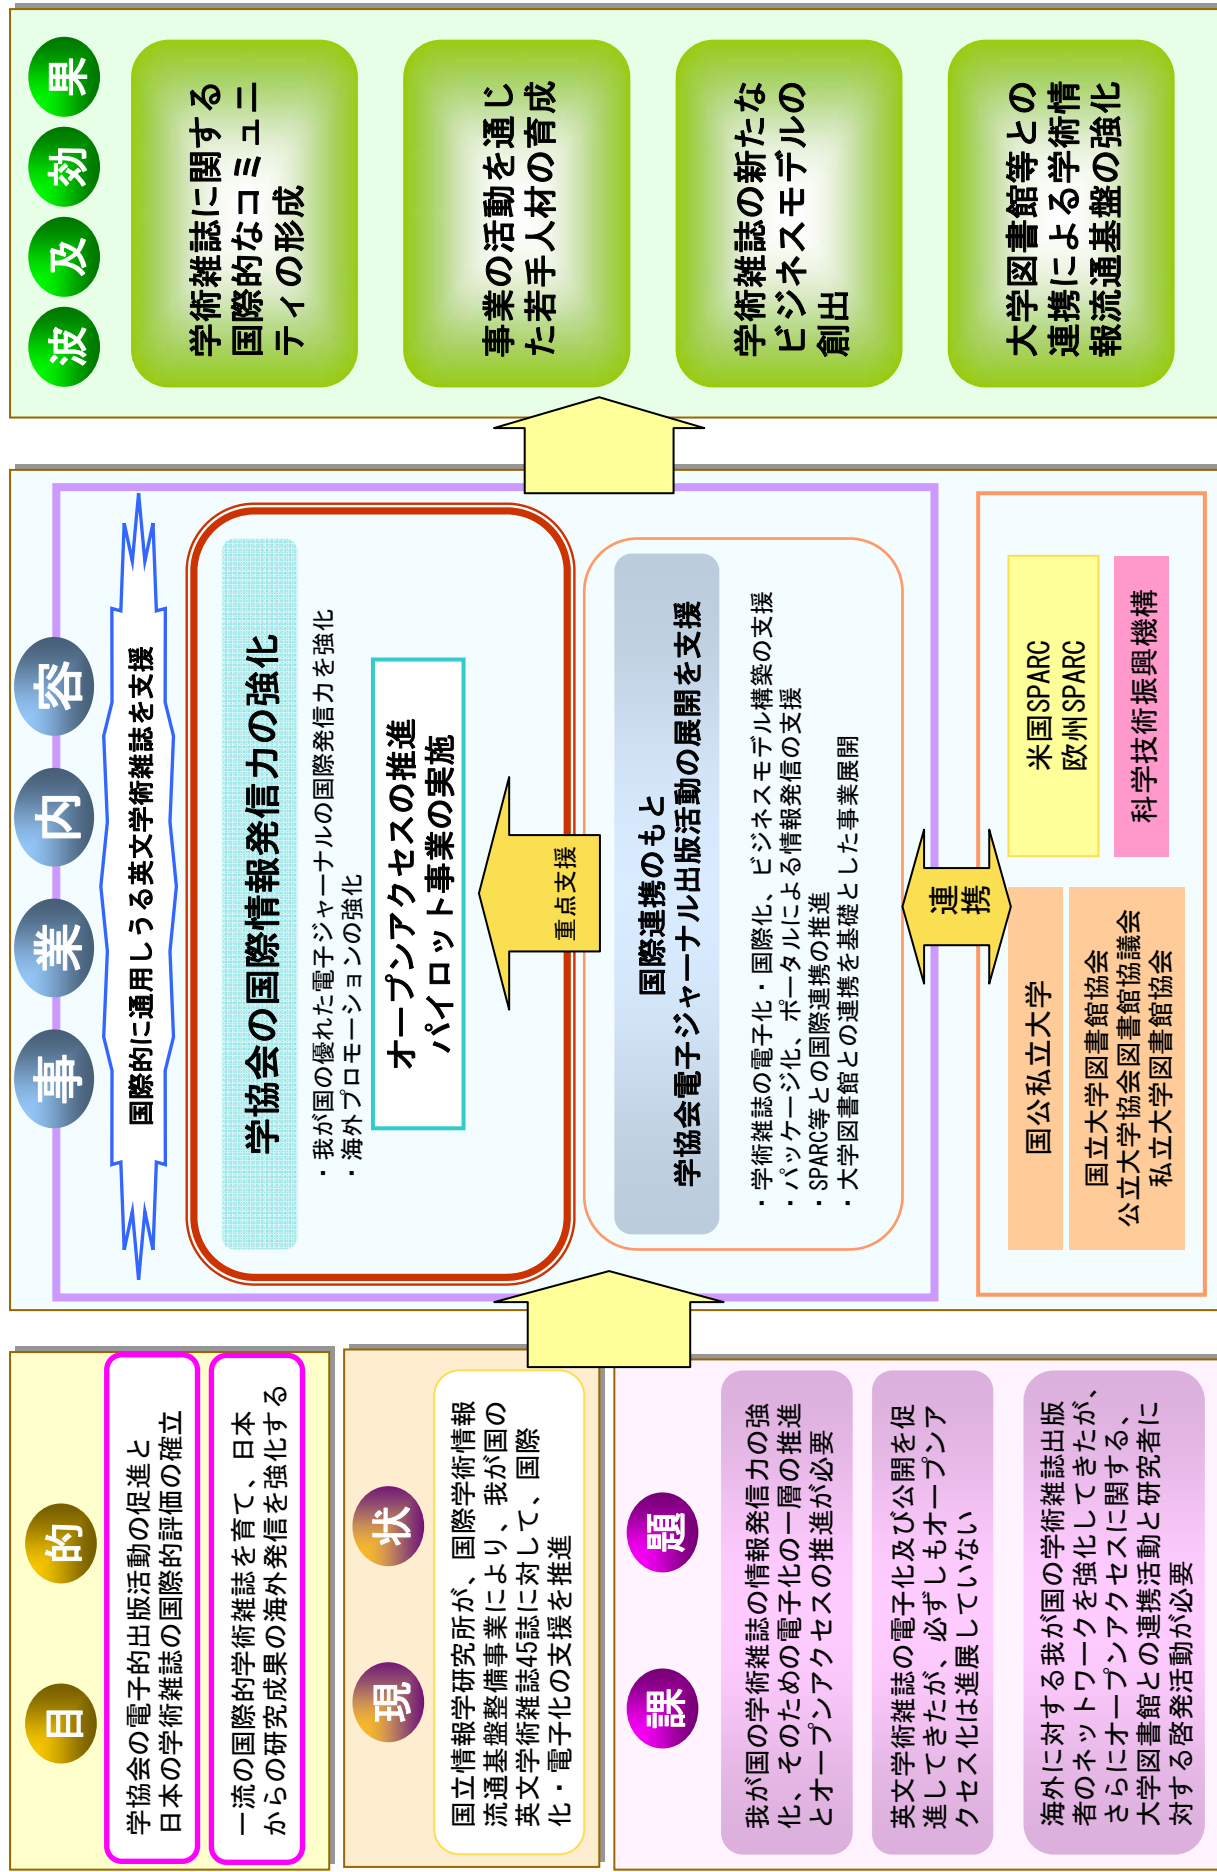 目的
学協会の電子的出版活動の促進と
日本の学術雑誌の国際的評価の確立
一流の国際的学術雑誌を育て、日本
からの研究成果の海外発信を強化する
現状
国立情報学研究所が、国際学術情報
流通基盤整備事業により、我が国の
英文学術雑誌45誌に対して、国際
化・電子化の支援を推進
課題
我が国の学術雑誌の情報発信力の強
化、そのための電子化の一層の推進
とオープンアクセスの推進が必要
英文学術雑誌の電子化及び公開を促
進してきたが、必ずしもオープンア
クセス化は進展していない
海外に対する我が国の学術雑誌出版
者のネットワークを強化してきたが、
さらにオープンアクセスに関する、
大学図書館との連携活動と研究者に
対する啓発活動が必要
事業内容
国際的に通用しうる英文学術雑誌を支援
学協会の国際情報発信力の強化
・我が国の優れた電子ジャーナルの国際発信力を強化
・海外プロモーションの強化
オープンアクセスの推進
パイロット事業の実施
重点支援
国際連携のもと
学協会電子ジャーナル出版活動の展開を支援
・学術雑誌の電子化・国際化、ビジネスモデル構築の支援
・パッケージ化、ポータルによる情報発信の支援
・SPARC等との国際連携の推進
・大学図書館との連携を基礎とした事業展開
連
携
国公私立大学
国立大学図書館協会
公立大学協会図書館協議会
私立大学図書館協会
米国SPARC
欧州SPARC
科学技術振興機構
波及効果
学術雑誌に関する
国際的なコミュニ
ティの形成
事業の活動を通じ
た若手人材の育成
学術雑誌の新たな
ビジネスモデルの
創出
大学図書館等との
連携による学術情
報流通基盤の強化